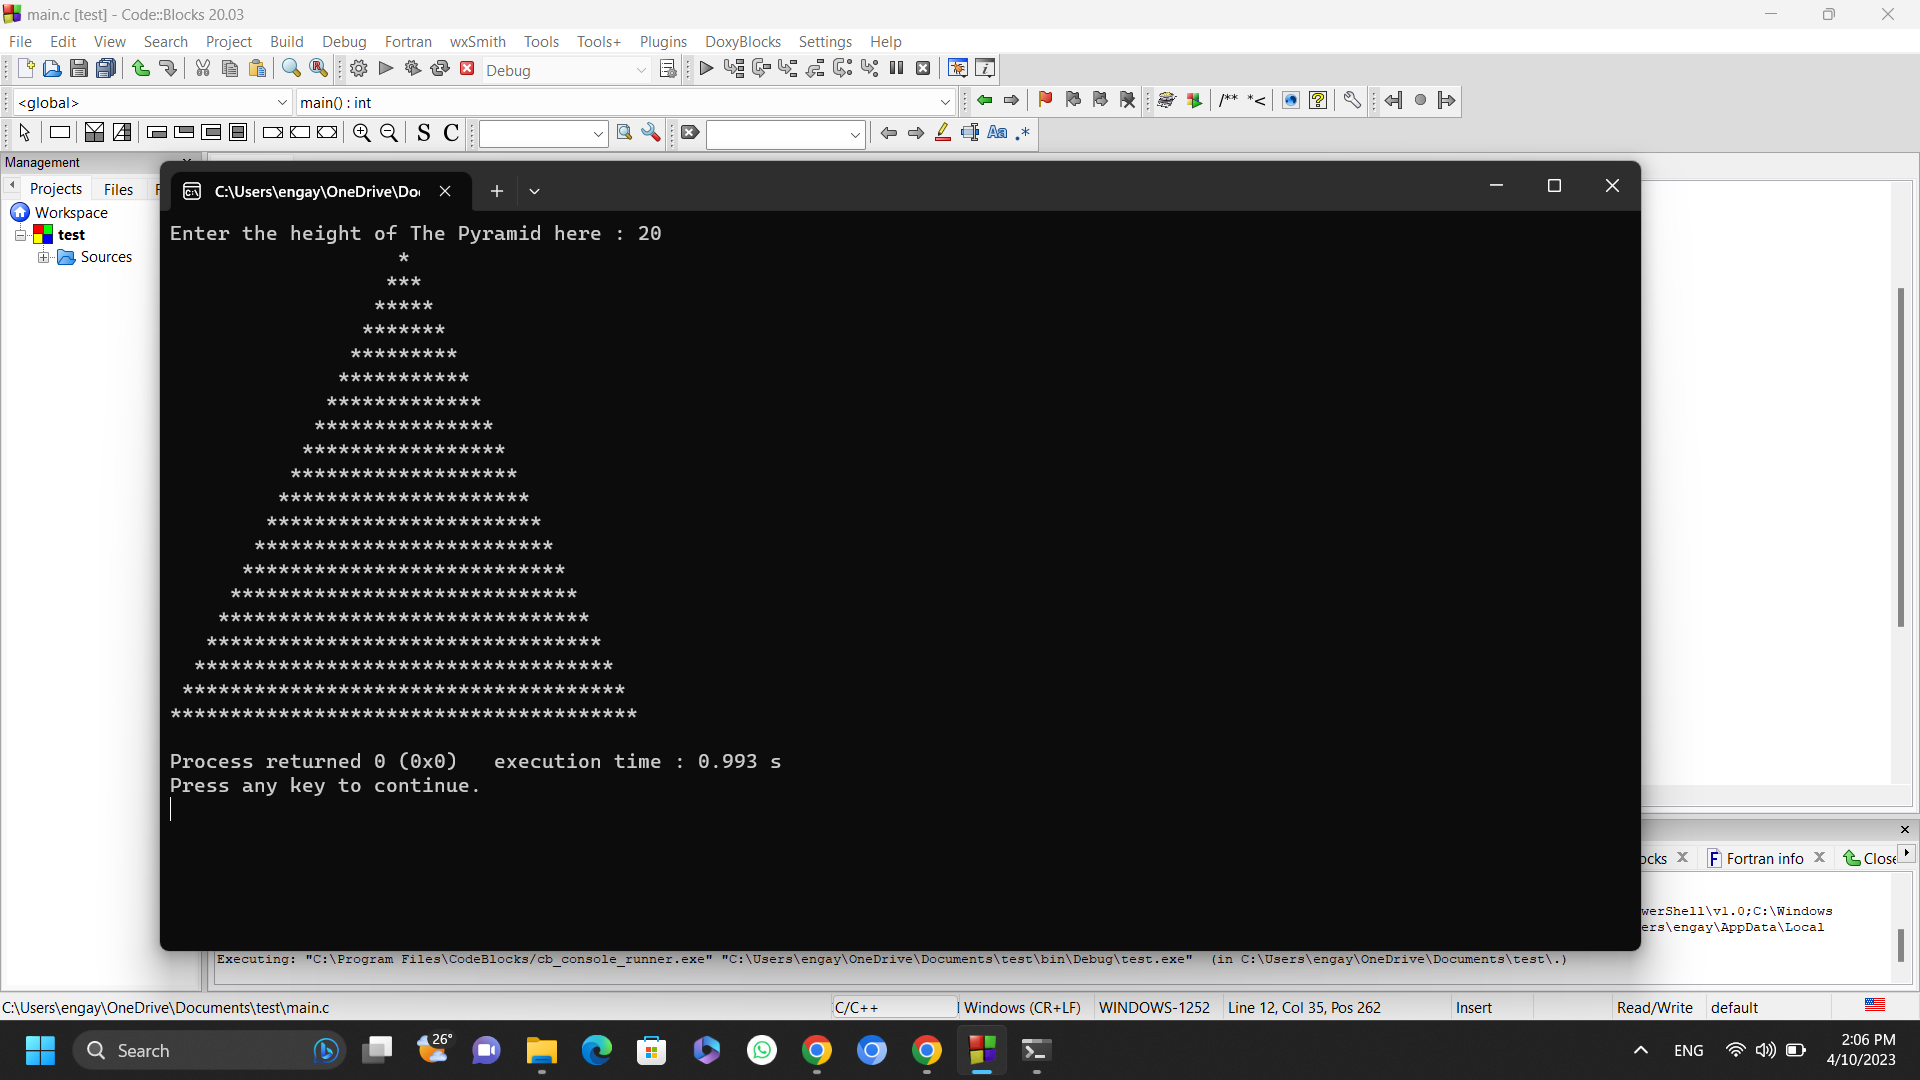 main.c [test] - Code::Blocks 20.03
File Edit View Search Project Build Debug Fortran wxSmith Tools Tools+ Plugins DoxyBlocks Settings Help
Debug
<global> main() : int
/** *<
S C Aa .*
Management
Projects Files
Workspace
test
Sources
C:\Users\engay\OneDrive\Do
Enter the height of The Pyramid here : 20
                   *
                  ***
                 *****
                *******
               *********
              ***********
             *************
            ***************
           *****************
          *******************
         *********************
        ***********************
       *************************
      ***************************
     *****************************
    *******************************
   *********************************
  ***********************************
 *************************************
***************************************
Process returned 0 (0x0)   execution time : 0.993 s
Press any key to continue.
ocks Fortran info Close
werShell\v1.0;C:\Windows
ers\engay\AppData\Local
Executing: "C:\Program Files\CodeBlocks/cb_console_runner.exe" "C:\Users\engay\OneDrive\Documents\test\bin\Debug\test.exe"  (in C:\Users\engay\OneDrive\Documents\test\.)
C:\Users\engay\OneDrive\Documents\test\main.c C/C++ Windows (CR+LF) WINDOWS-1252 Line 12, Col 35, Pos 262 Insert Read/Write default
Search 26° ENG 2:06 PM
4/10/2023